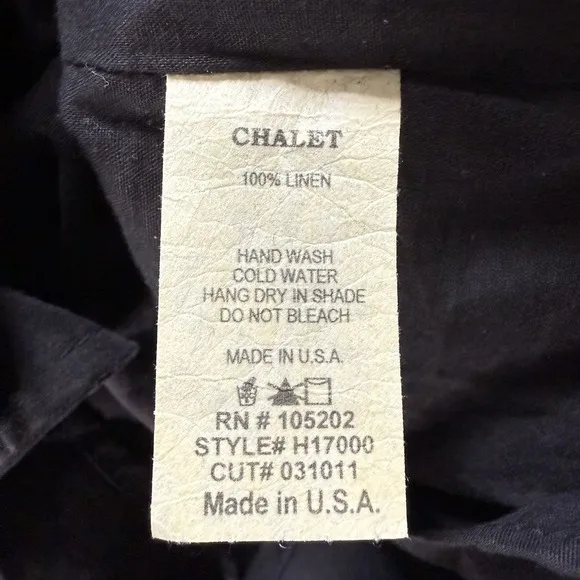 CHALET
100% LINEN
HAND WASH
COLD WATER
HANG DRY IN SHADE
DO NOT BLEACH
MADE IN U.S.A.
RN # 105202
STYLE# H17000
CUT# 031011
Made in U.S.A.